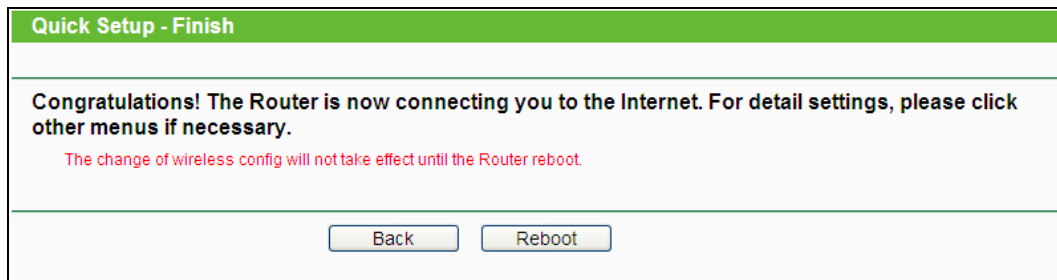 Quick Setup - Finish
Congratulations! The Router is now connecting you to the Internet. For detail settings, please click
other menus if necessary.
The change of wireless config will not take effect until the Router reboot.
Back Reboot